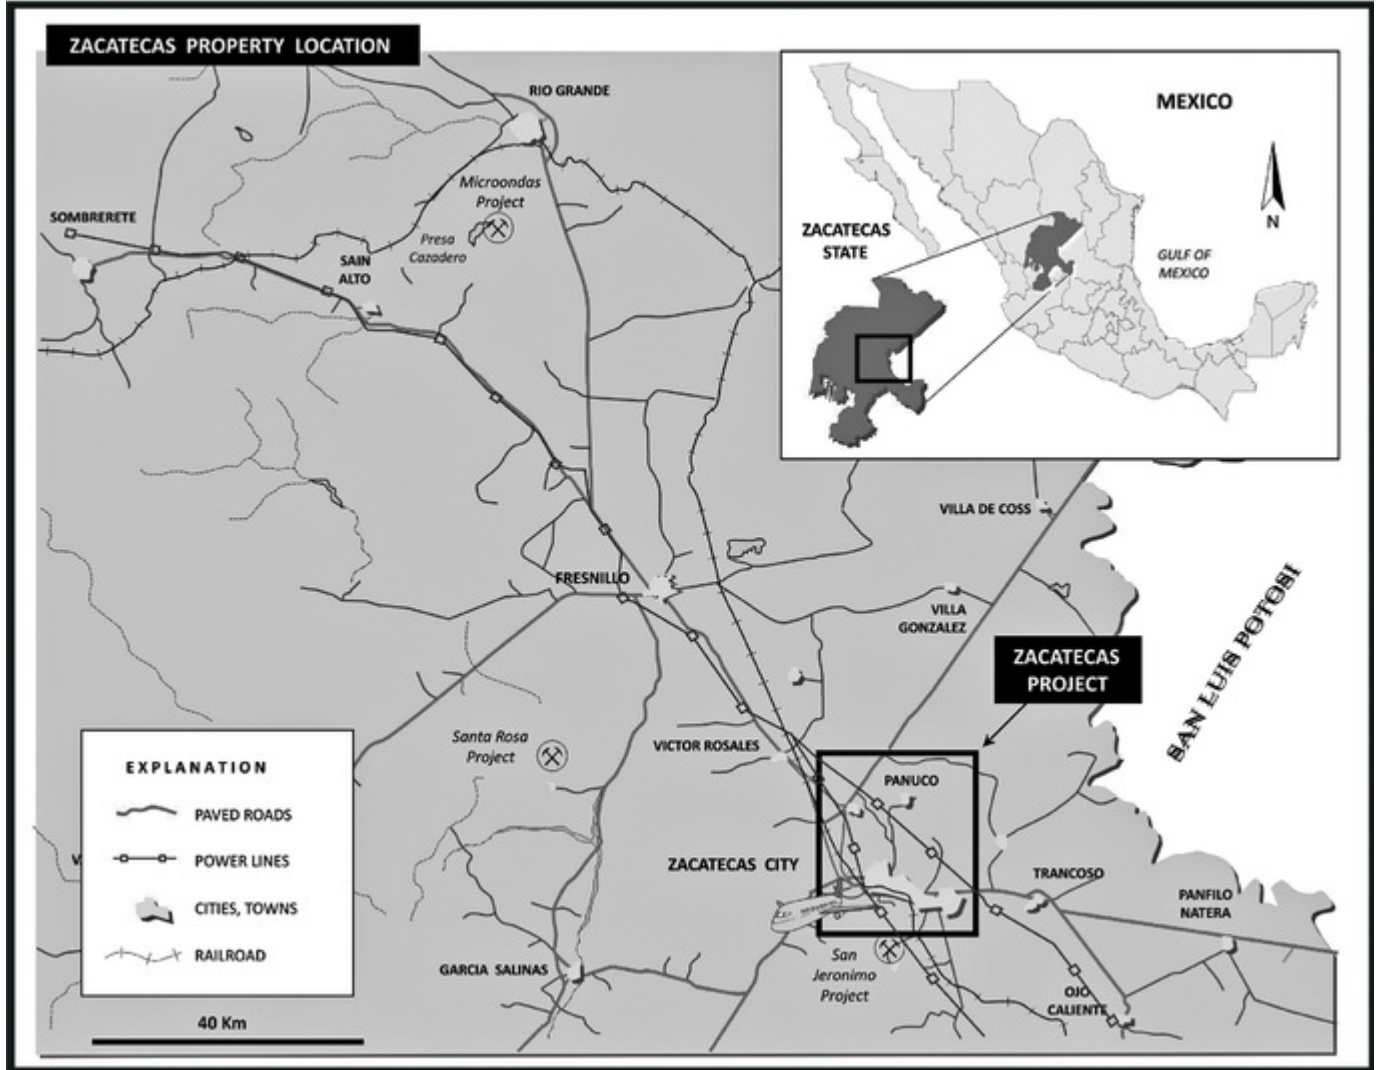 ZACATECAS PROPERTY LOCATION
RIO GRANDE
MEXICO
Microondas
Project
N
SOMBRERETE
ZACATECAS
STATE
Presa
Cazadero
SAIN
ALTO
GULF OF
MEXICO
VILLA DE COSS
FRESNILLO
VILLA
GONZALEZ
SAN LUIS POTOSI
ZACATECAS
PROJECT
Santa Rosa
Project
VICTOR ROSALES
PANUCO
EXPLANATION
PAVED ROADS
POWER LINES
CITIES, TOWNS
RAILROAD
ZACATECAS CITY
TRANCOSO
PANFILO
NATERA
GARCIA SALINAS
San
Jeronimo
Project
OJO
CALIENTE
40 Km